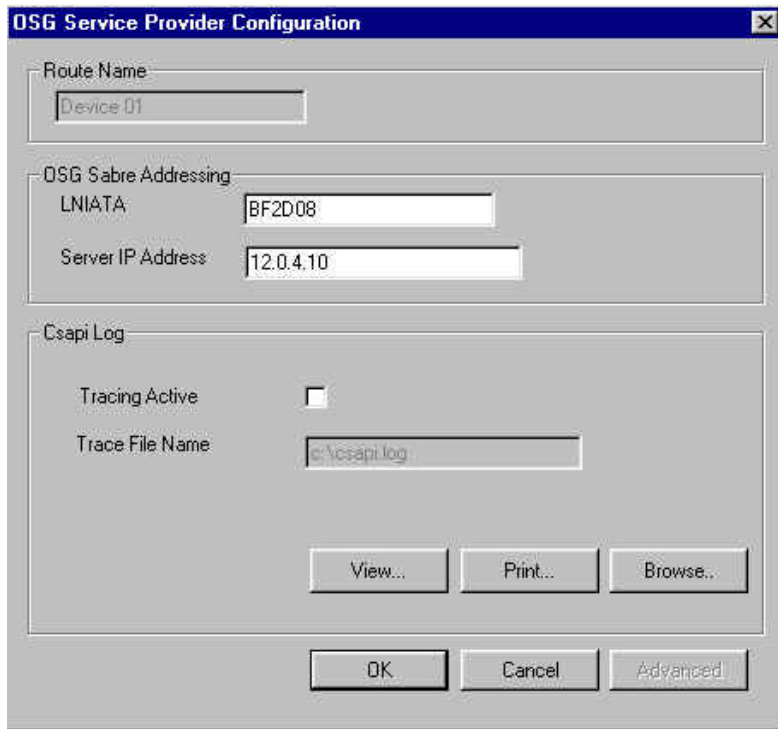 OSG Service Provider Configuration
Route Name
Device 01
OSG Sabre Addressing
LNIATA BF2D08
Server IP Address 12.0.4.10
Csapi Log
Tracing Active
Trace File Name c:\csapi.log
View... Print... Browse..
OK Cancel Advanced